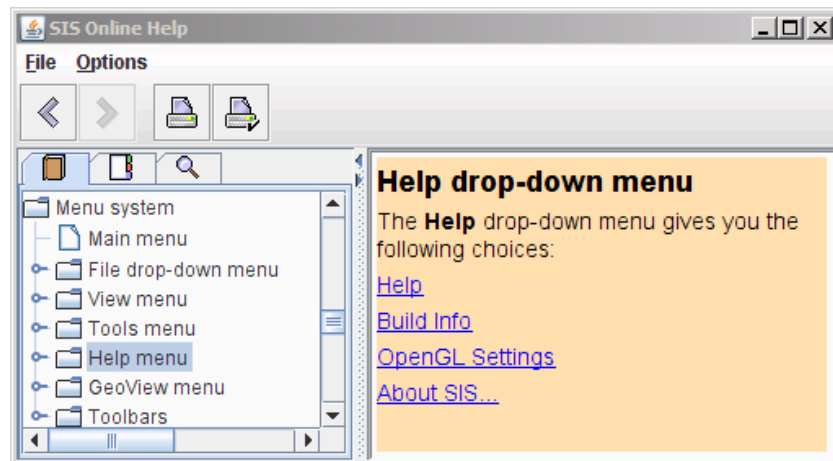 SIS Online Help
File Options
Menu system
Main menu
File drop-down menu
View menu
Tools menu
Help menu
GeoView menu
Toolbars
Help drop-down menu
The Help drop-down menu gives you the
following choices:
Help
Build Info
OpenGL Settings
About SIS...